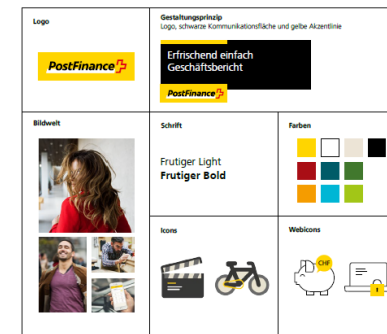 Logo
PostFinance
Gestaltungsprinzip
Logo, schwarze Kommunikationsfläche und gelbe Akzentlinie
Erfrischend einfach
Geschäftsbericht
PostFinance
Bildwelt
Schrift
Frutiger Light
Frutiger Bold
Farben
Icons
Webicons
CHF